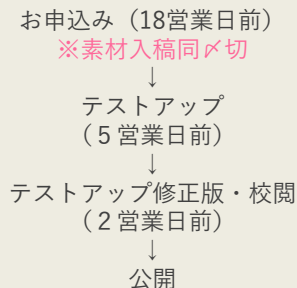 お申込み（18営業日前）
※素材入稿同〆切
↓
テストアップ
（５営業日前）
↓
テストアップ修正版・校閲
（２営業日前）
↓
公開